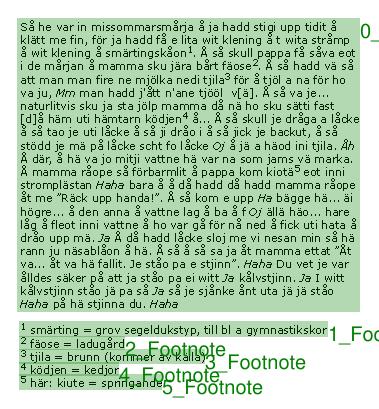 Så he var in missommarsmårja å ja hadd stigi upp tidit å
klätt me fin, för ja hadd få e lita wit klening å t wita stråmp
å wit klening å smärtingskåon¹. Å så skull pappa få såva eot
i de mårjan å mamma sku jära bårt fäose². Å så hadd vä så
att man man fire ne mjölka nedi tjila³ för å tjöl a na för ho
va ju, Mm man hadd j'ått n'ane tjööl v[ä]. Å så va je...
naturlitvis sku ja sta jölp mamma då nä ho sku sätti fast
[d]å häm uti hämtarn ködjen⁴ å... Å så skull je dråga a låcke
å så tao je uti låcke å så ji dråo i å så jick je backut, å så
stödd je mä på låcke scht fo låcke Oj å jä a häod ini tjila. Åh
Å där, å hä va jo mitji vattne hä var na som jams vä marka.
Å mamma råope så förbarmlit å pappa kom kiotä⁵ eot inni
stromplästan Haha bara å å då hadd då hadd mamma råope
åt me ”Räck upp handa!”. Å so kom e upp Ha bägge hä... äi
högre... å den anna å vattne lag å ba å f Oj ällä häo... hare
låg å fleot inni vattne å ho var gå för nå ned å fick uti hata å
dråo upp mä. Ja Å då hadd låcke sloj me vi nesan min så hä
rann ju näsablåon å hä. Å så å så sa ja åt mamma ettat ”Åt
va... åt va hä fallit. Je ståo pa e stjinn”. Haha Du vet je var
ålldes säker på att ja ståo pa ei witt Ja kålvstjinn. Ja I witt
kålvstjinn ståo jä pa så Ja så je sjånke änt uta jä jä ståo
Haha på hä stjinna du. Haha
0_
¹ smärting = grov segeldukstyp, till bl a gymnastikskor
1_Foo
² fäose = ladugård
2_Footnote
³ tjila = brunn (kommer av källa)
3_Footnote
⁴ ködjen = kedjor
4_Footnote
⁵ här: kiute = springande
5_Footnote